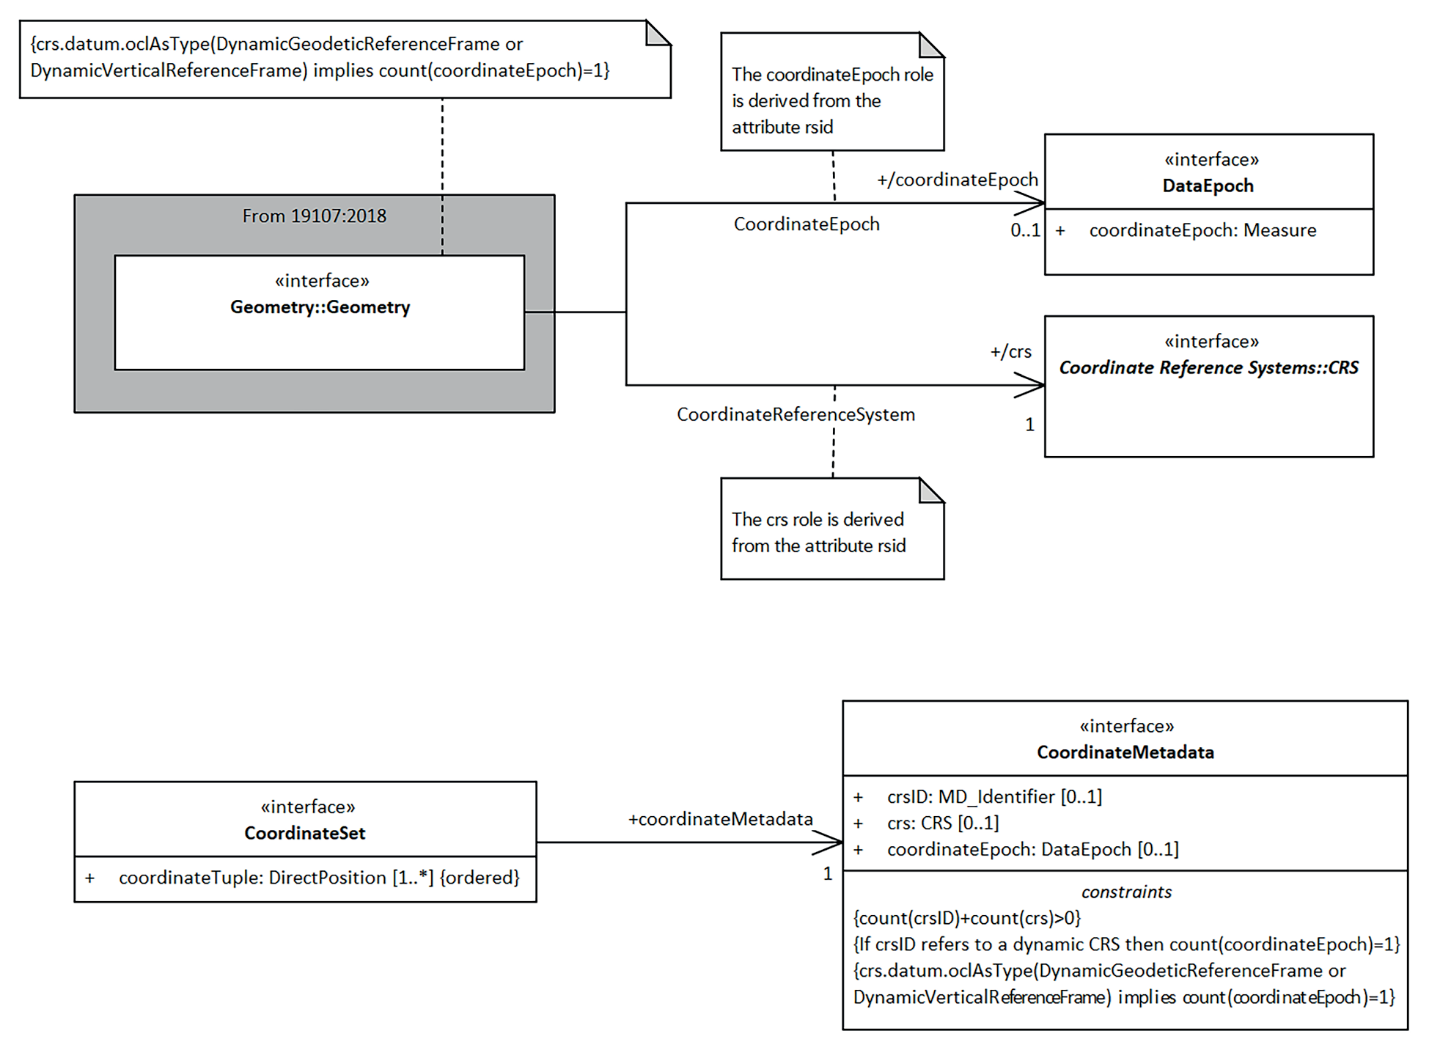 {crs.datum.oclAsType(DynamicGeodeticReferenceFrame or
DynamicVerticalReferenceFrame) implies count(coordinateEpoch)=1}
The coordinateEpoch role
is derived from the
attribute rsid
From 19107:2018
«interface»
Geometry::Geometry
+/coordinateEpoch
CoordinateEpoch
0..1
«interface»
DataEpoch
+ coordinateEpoch: Measure
+/crs
CoordinateReferenceSystem
1
«interface»
Coordinate Reference Systems::CRS
The crs role is derived
from the attribute rsid
«interface»
CoordinateSet
+ coordinateTuple: DirectPosition [1..*] {ordered}
+coordinateMetadata
1
«interface»
CoordinateMetadata
+ crsID: MD_Identifier [0..1]
+ crs: CRS [0..1]
+ coordinateEpoch: DataEpoch [0..1]
constraints
{count(crsID)+count(crs)>0}
{If crsID refers to a dynamic CRS then count(coordinateEpoch)=1}
{crs.datum.oclAsType(DynamicGeodeticReferenceFrame or
DynamicVerticalReferenceFrame) implies count(coordinateEpoch)=1}